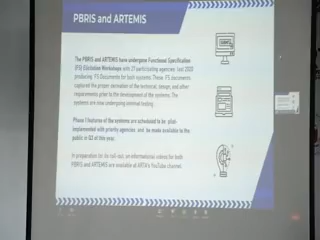 PBRIS and ARTEMIS
The PBRIS and ARTEMIS have undergone Functional Specification
(FS) Elicitation Workshops with 27 participating agencies last 2020
producing FS Documents for both systems. These FS documents
captured the proper derivation of the technical, design, and other
requirements prior to the development of the systems. The
systems are now undergoing internal testing.
Phase I features of the systems are scheduled to be pilot-
implemented with priority agencies and be made available to the
public in Q3 of this year.
In preparation for its roll-out, an informational videos for both
PBRIS and ARTEMIS are available at ARTA's YouTube channel.